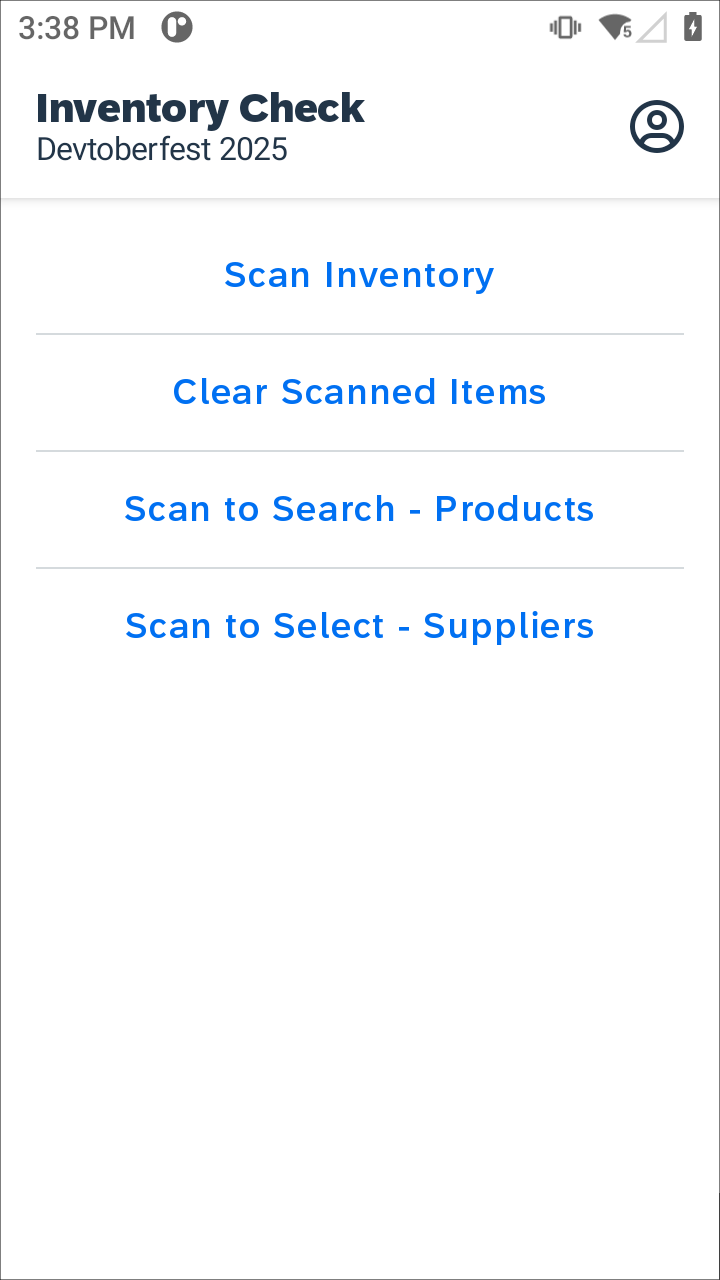 3:38 PM
5
Inventory Check
Devtoberfest 2025
Scan Inventory
Clear Scanned Items
Scan to Search - Products
Scan to Select - Suppliers